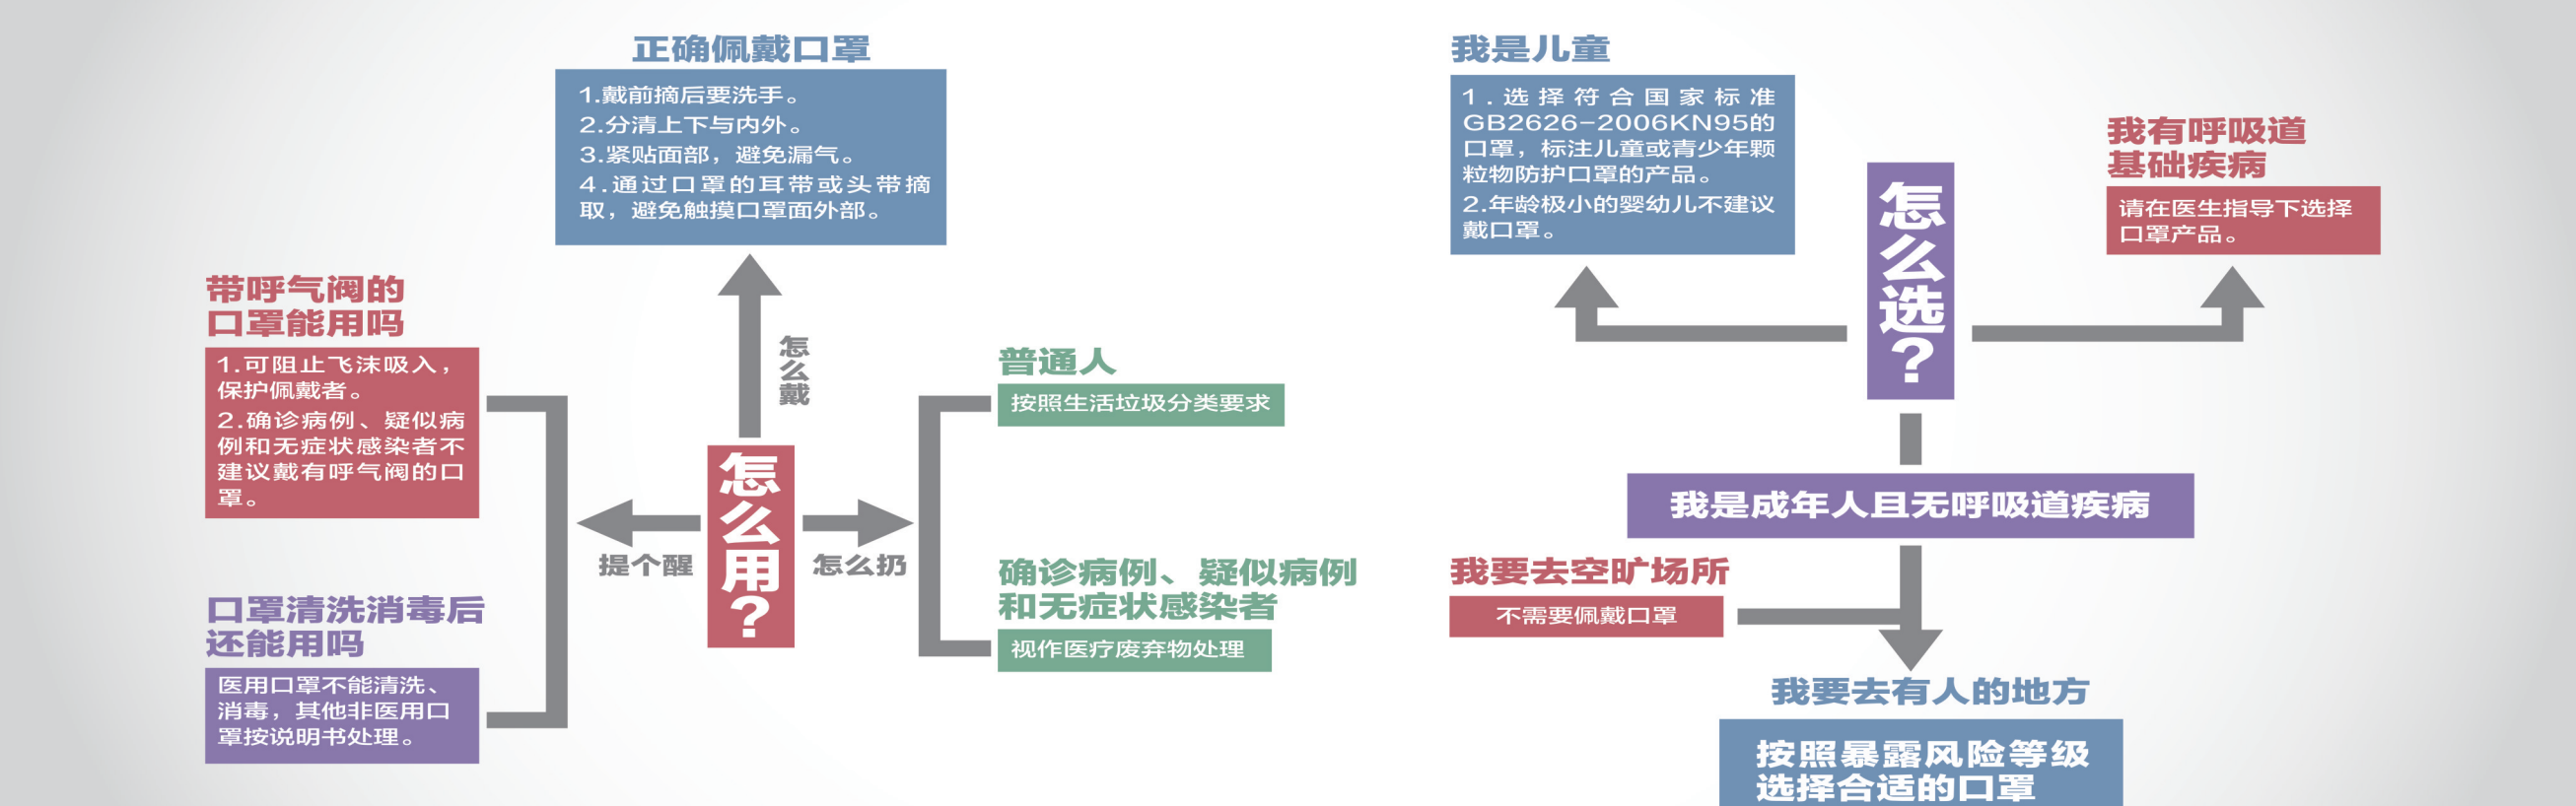 正确佩戴口罩
1.戴前摘后要洗手。
2.分清上下与内外。
3.紧贴面部，避免漏气。
4.通过口罩的耳带或头带摘
取，避免触摸口罩面外部。
带呼气阀的
口罩能用吗
1.可阻止飞沫吸入，
保护佩戴者。
2.确诊病例、疑似病
例和无症状感染者不
建议戴有呼气阀的口
罩。
口罩清洗消毒后
还能用吗
医用口罩不能清洗、
消毒，其他非医用口
罩按说明书处理。
怎么戴
提个醒
怎么用？
怎么扔
普通人
按照生活垃圾分类要求
确诊病例、疑似病例
和无症状感染者
视作医疗废弃物处理
我是儿童
1.选择符合国家标准
GB2626-2006KN95的
口罩，标注儿童或青少年颗
粒物防护口罩的产品。
2.年龄极小的婴幼儿不建议
戴口罩。
怎么选？
我有呼吸道
基础疾病
请在医生指导下选择
口罩产品。
我是成年人且无呼吸道疾病
我要去空旷场所
不需要佩戴口罩
我要去有人的地方
按照暴露风险等级
选择合适的口罩